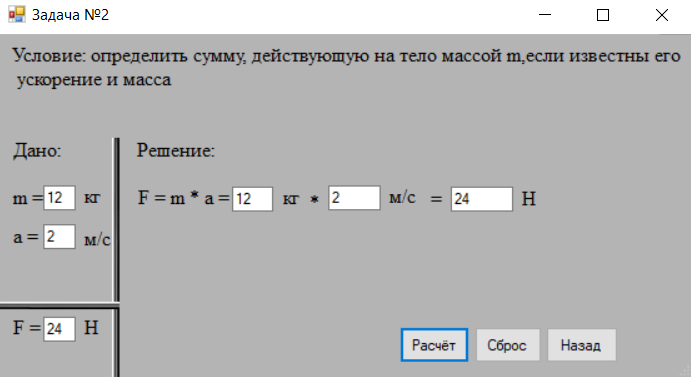 Задача №2
Условие: определить сумму, действующую на тело массой m,если известны его
ускорение и масса
Дано:
Решение:
m = 12 кг
F = m * a = 12 кг * 2 м/с = 24 Н
a = 2 м/с
F = 24 Н
Расчёт Сброс Назад